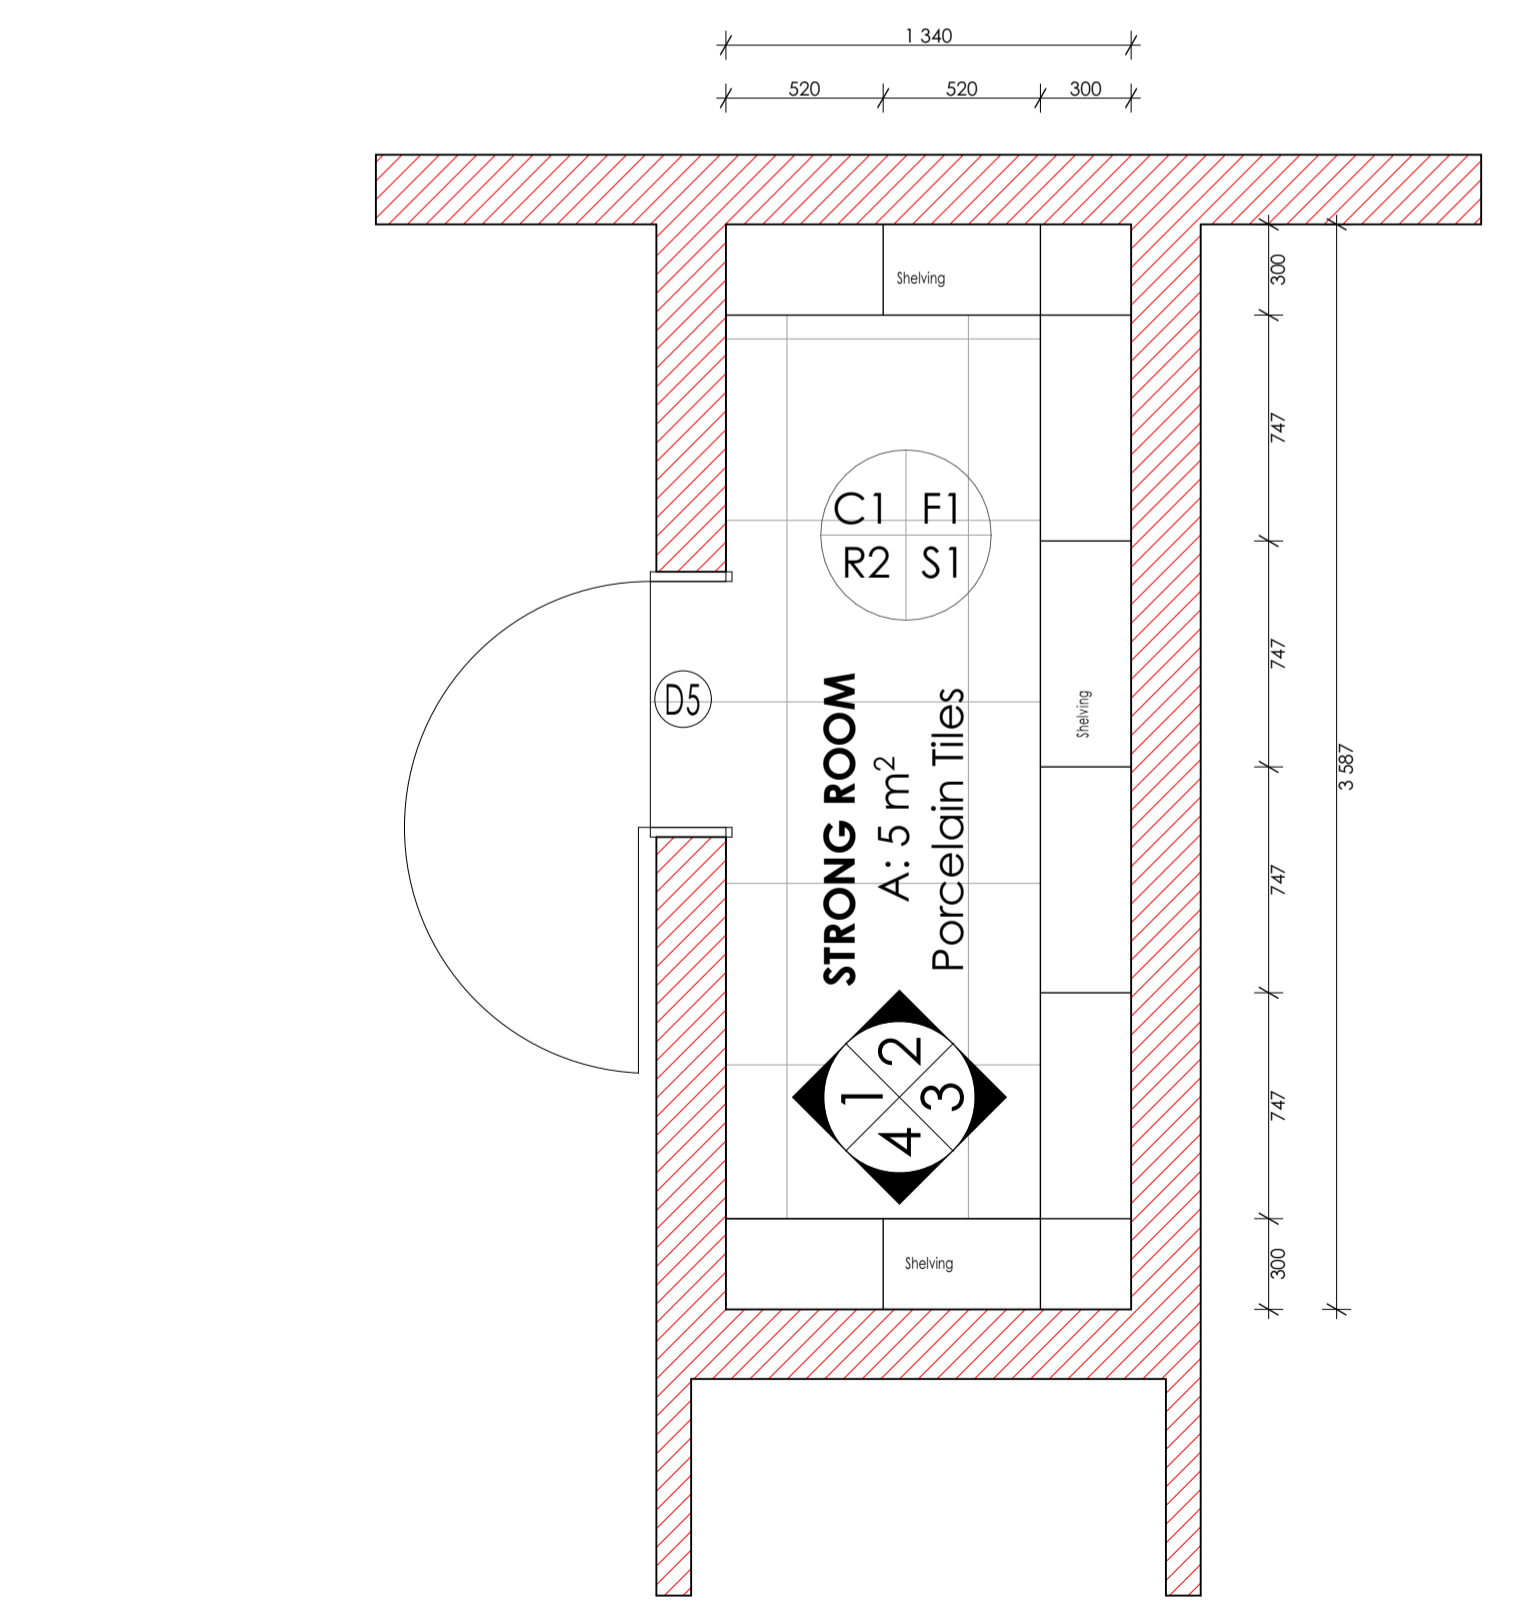 1 340
520 520 300
Shelving
300
747
C1 F1
R2 S1
747
D5
Shelving
STRONG ROOM
A: 5 m²
Porcelain Tiles
3 587
747
1 2 3 4
747
Shelving
300